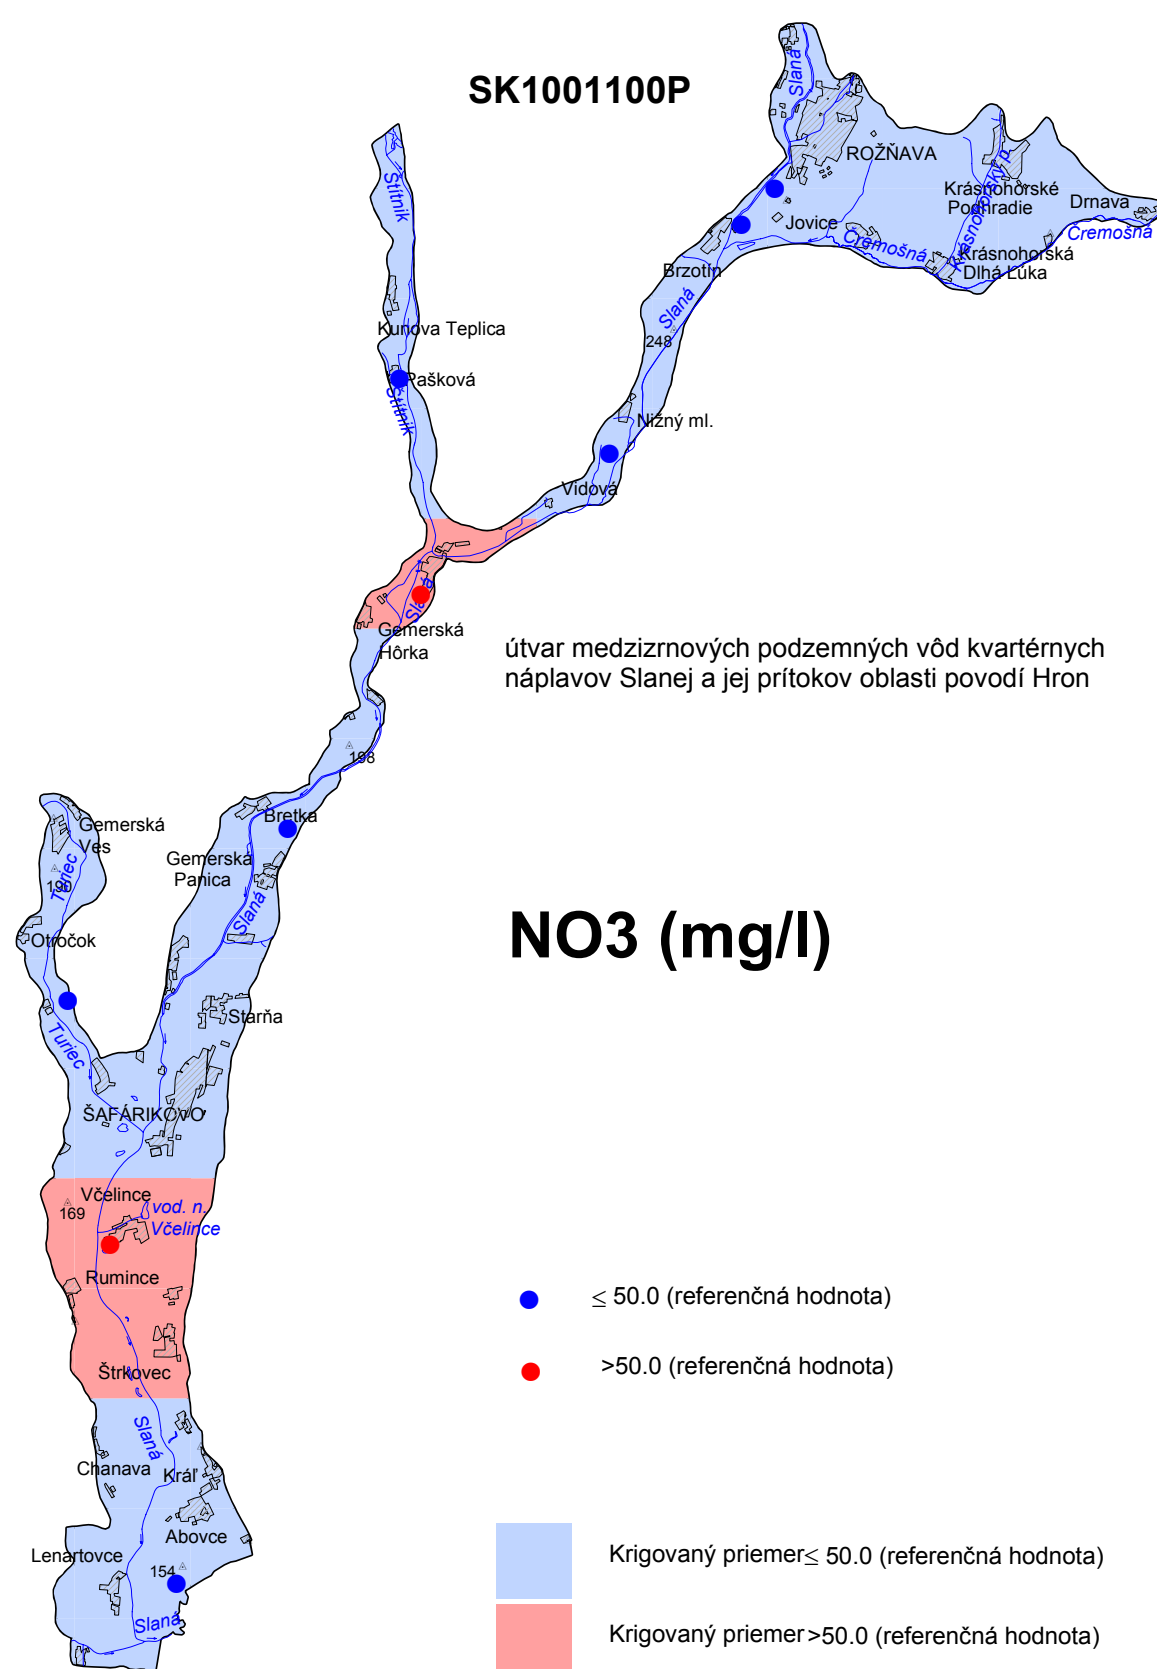 SK1001100P
Slaná
ROŽŇAVA
Štítnik
Krásnohorský p.
Krásnohorské
Podhradie
Drnava
Jovice
Čremošná
Čremošná
Krásnohorská
Dlhá Lúka
Brzotín
Slaná
248
Kunova Teplica
Pašková
Štítnik
Nižný ml.
Vidová
Slaná
Gemerská
Hôrka
útvar medzizrnových podzemných vôd kvartérnych
náplavov Slanej a jej prítokov oblasti povodí Hron
198
Bretka
Gemerská
Ves
Gemerská
Panica
Turiec
190
Slaná
Otročok
NO3 (mg/l)
Starňa
Turiec
ŠAFÁRIKOVO
Včelince
169
vod. n.
Včelince
Rumince
≤ 50.0 (referenčná hodnota)
>50.0 (referenčná hodnota)
Štrkovec
Slaná
Chanava
Kráľ
Abovce
Lenartovce
154
Slaná
Krigovaný priemer≤ 50.0 (referenčná hodnota)
Krigovaný priemer>50.0 (referenčná hodnota)